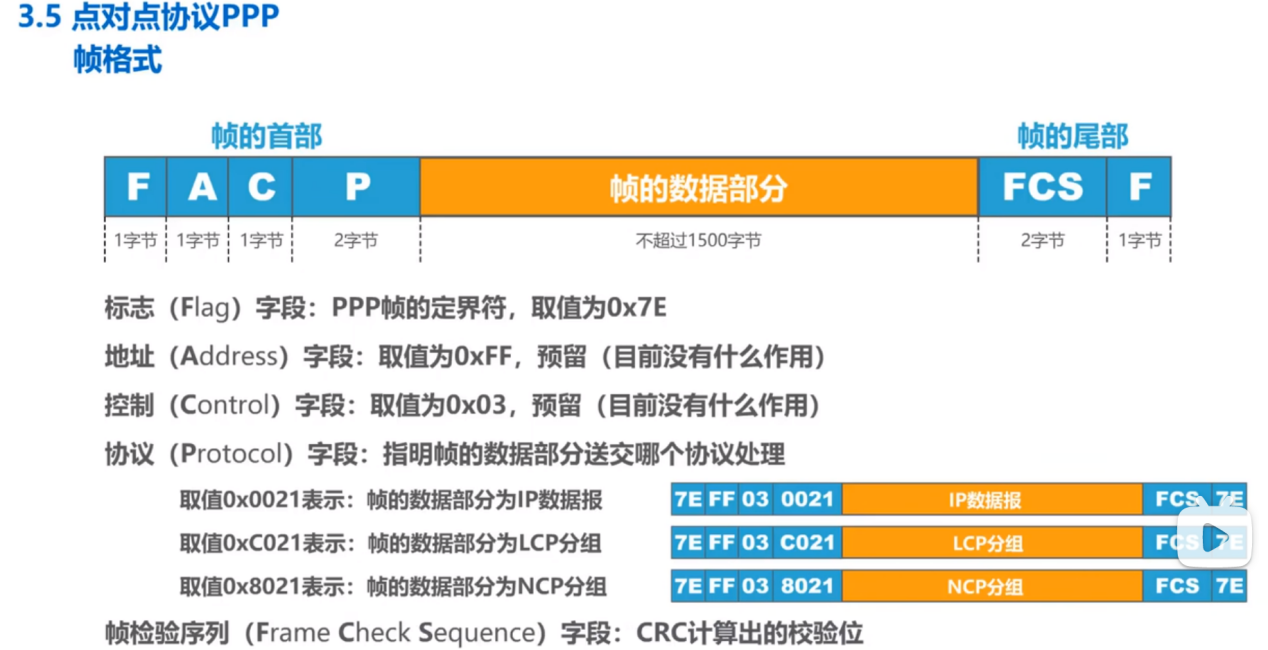 3.5 点对点协议PPP
帧格式
帧的首部 帧的尾部
F A C P 帧的数据部分 FCS F
1字节 1字节 1字节 2字节 不超过1500字节 2字节 1字节
标志（Flag）字段：PPP帧的定界符，取值为0x7E
地址（Address）字段：取值为0xFF，预留（目前没有什么作用）
控制（Control）字段：取值为0x03，预留（目前没有什么作用）
协议（Protocol）字段：指明帧的数据部分送交哪个协议处理
取值0x0021表示：帧的数据部分为IP数据报 7E FF 03 0021 IP数据报 FCS 7E
取值0xC021表示：帧的数据部分为LCP分组 7E FF 03 C021 LCP分组 FCS 7E
取值0x8021表示：帧的数据部分为NCP分组 7E FF 03 8021 NCP分组 FCS 7E
帧检验序列（Frame Check Sequence）字段：CRC计算出的校验位